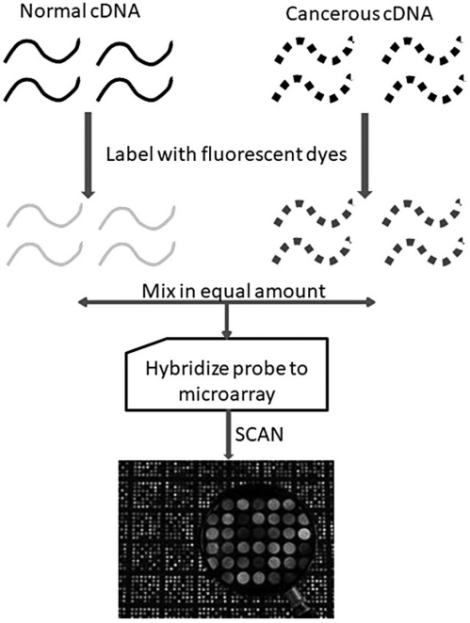 Normal cDNA
Cancerous cDNA
Label with fluorescent dyes
Mix in equal amount
Hybridize probe to
microarray
SCAN